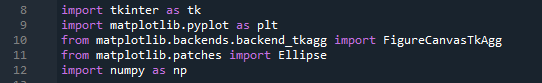 8 import tkinter as tk
9 import matplotlib.pyplot as plt
10 from matplotlib.backends.backend_tkagg import FigureCanvasTkAgg
11 from matplotlib.patches import Ellipse
12 import numpy as np